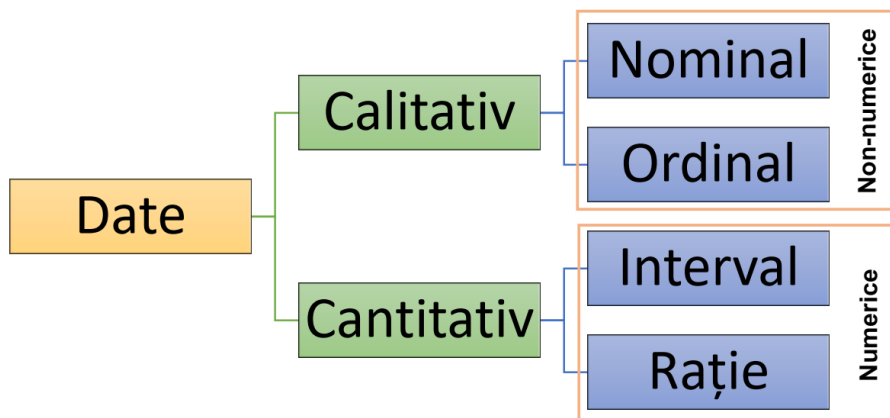 Date
Calitativ
Nominal
Ordinal
Non-numerice
Cantitativ
Interval
Rație
Numerice